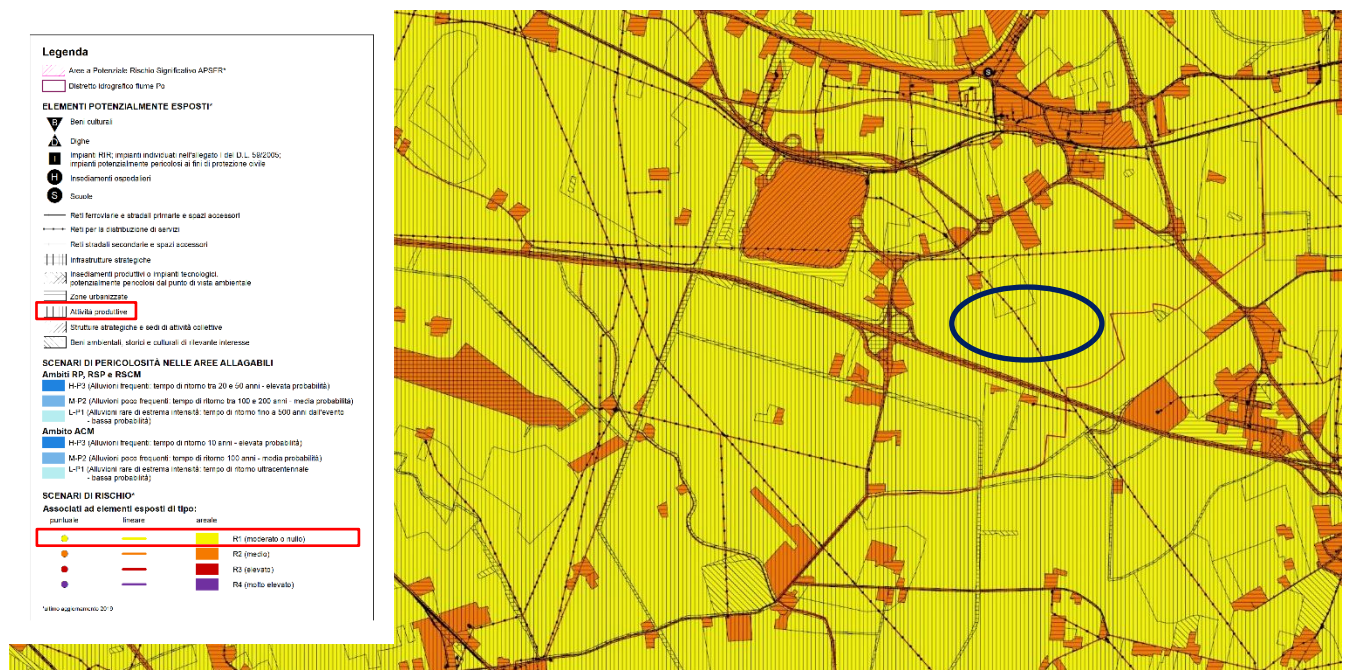 Legenda
Aree a Potenziale Rischio Significativo APSFR*
Distretto Idrografico fiume Po
ELEMENTI POTENZIALMENTE ESPOSTI*
B Beni culturali
D Dighe
I Impianti RIR; impianti individuati nell'allegato I del D.L. 59/2005;
impianti potenzialmente pericolosi ai fini di protezione civile
H Insediamenti ospedalieri
S Scuole
Reti ferroviarie e stradali primarie e spazi accessori
Reti per la distribuzione di servizi
Reti stradali secondarie e spazi accessori
Infrastrutture strategiche
Insediamenti produttivi o impianti tecnologici,
potenzialmente pericolosi dal punto di vista ambientale
Zone urbanizzate
Attività produttive
Strutture strategiche e sedi di attività collettive
Beni ambientali, storici e culturali di rilevante interesse
SCENARI DI PERICOLOSITÀ NELLE AREE ALLAGABILI
Ambiti RP, RSP e RSCM
H-P3 (Alluvioni frequenti: tempo di ritorno tra 20 e 50 anni - elevata probabilità)
M-P2 (Alluvioni poco frequenti: tempo di ritorno tra 100 e 200 anni - media probabilità)
L-P1 (Alluvioni rare di estrema intensità: tempo di ritorno fino a 500 anni dall'evento
- bassa probabilità)
Ambito ACM
H-P3 (Alluvioni frequenti: tempo di ritorno 10 anni - elevata probabilità)
M-P2 (Alluvioni poco frequenti: tempo di ritorno 100 anni - media probabilità)
L-P1 (Alluvioni rare di estrema intensità: tempo di ritorno ultracentennale
- bassa probabilità)
SCENARI DI RISCHIO*
Associati ad elementi esposti di tipo:
puntuale lineare areale
R1 (moderato o nullo)
R2 (medio)
R3 (elevato)
R4 (molto elevato)
*ultimo aggiornamento 2019
S